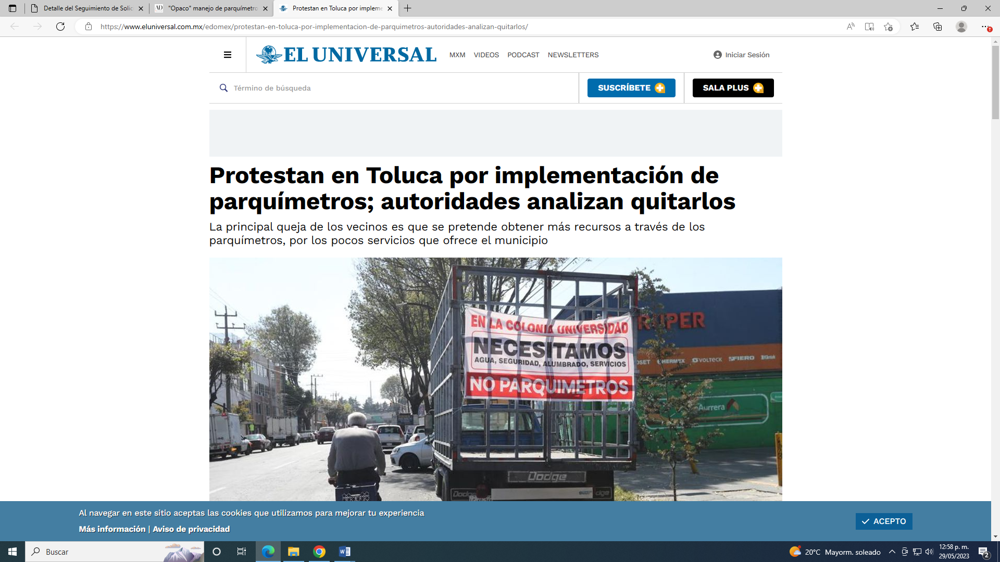 Detalle del Seguimiento de Solic
"Opaco" manejo de parquímetro
Protestan en Toluca por impleme
https://www.eluniversal.com.mx/edomex/protestan-en-toluca-por-implementacion-de-parquimetros-autoridades-analizan-quitarlos/
EL UNIVERSAL
MXM VIDEOS PODCAST NEWSLETTERS
Iniciar Sesión
Término de búsqueda
SUSCRÍBETE
SALA PLUS
Protestan en Toluca por implementación de
parquímetros; autoridades analizan quitarlos
La principal queja de los vecinos es que se pretende obtener más recursos a través de los
parquímetros, por los pocos servicios que ofrece el municipio
EN LA COLONIA UNIVERSIDAD
NECESITAMOS
AGUA, SEGURIDAD, ALUMBRADO, SERVICIOS
NO PARQUIMETROS
RUPER
HERMEX VOLTECK FIERO
Aurrera
Dodge
Dodge
dge
Al navegar en este sitio aceptas las cookies que utilizamos para mejorar tu experiencia
Más información | Aviso de privacidad
ACEPTO
Buscar
20°C Mayorm. soleado
12:58 p. m.
29/05/2023
2